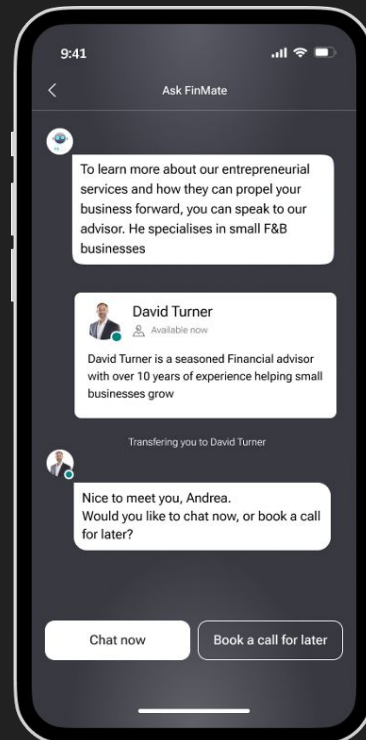 9:41
Ask FinMate
To learn more about our entrepreneurial
services and how they can propel your
business forward, you can speak to our
advisor. He specialises in small F&B
businesses
David Turner
Available now
David Turner is a seasoned Financial advisor
with over 10 years of experience helping small
businesses grow
Transfering you to David Turner
Nice to meet you, Andrea.
Would you like to chat now, or book a call
for later?
Chat now
Book a call for later